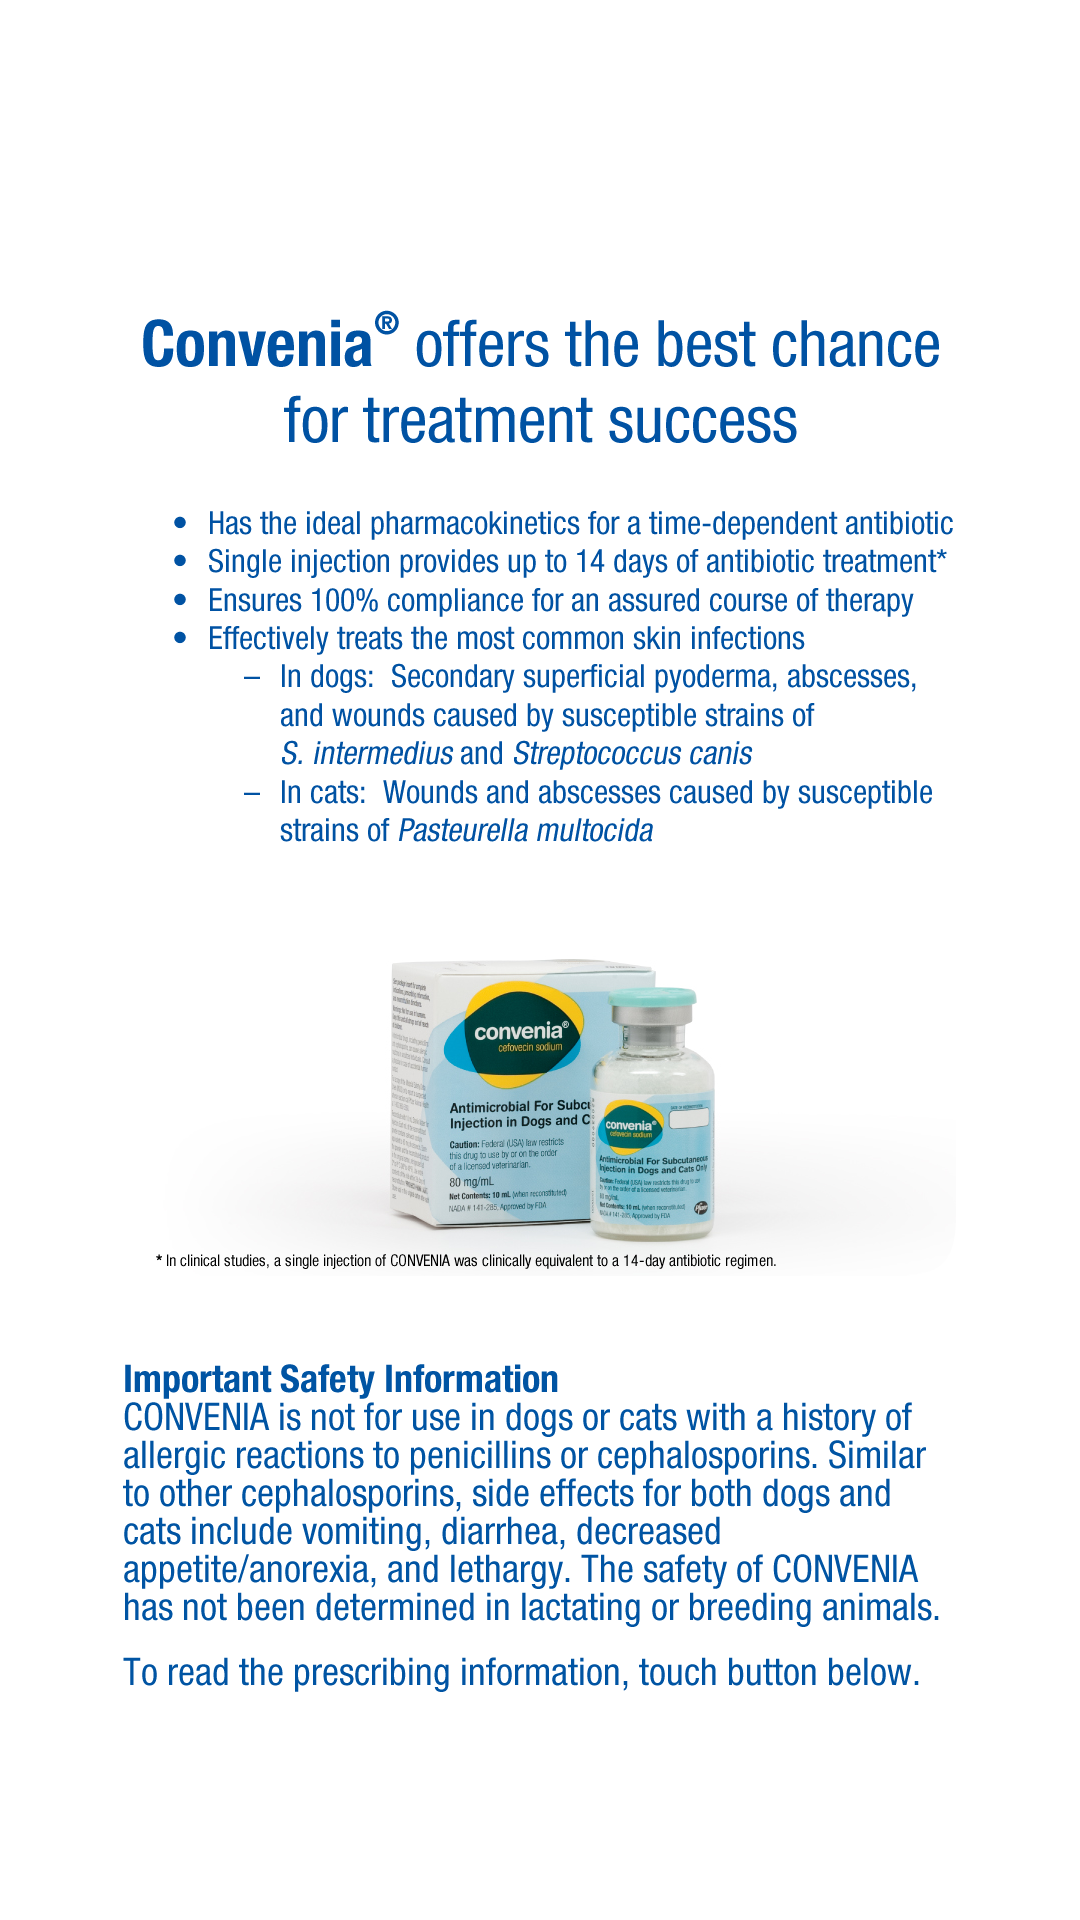 Convenia® offers the best chance
for treatment success
• Has the ideal pharmacokinetics for a time-dependent antibiotic
• Single injection provides up to 14 days of antibiotic treatment*
• Ensures 100% compliance for an assured course of therapy
• Effectively treats the most common skin infections
– In dogs: Secondary superficial pyoderma, abscesses,
and wounds caused by susceptible strains of
S. intermedius and Streptococcus canis
– In cats: Wounds and abscesses caused by susceptible
strains of Pasteurella multocida
convenia®
cefovecin sodium
Antimicrobial For Subcu
Injection in Dogs and C
Caution: Federal (USA) law restricts
this drug to use by or on the order
of a licensed veterinarian.
80 mg/mL
Net Contents: 10 mL (when reconstituted)
NADA # 141-285, Approved by FDA
convenia®
cefovecin sodium
Antimicrobial For Subcutaneous
Injection in Dogs and Cats Only
Caution: Federal (USA) law restricts this drug to use
by or on the order of a licensed veterinarian.
80 mg/mL
Net Contents: 10 mL (when reconstituted)
NADA # 141-285, Approved by FDA
Pfizer
* In clinical studies, a single injection of CONVENIA was clinically equivalent to a 14-day antibiotic regimen.
Important Safety Information
CONVENIA is not for use in dogs or cats with a history of
allergic reactions to penicillins or cephalosporins. Similar
to other cephalosporins, side effects for both dogs and
cats include vomiting, diarrhea, decreased
appetite/anorexia, and lethargy. The safety of CONVENIA
has not been determined in lactating or breeding animals.
To read the prescribing information, touch button below.